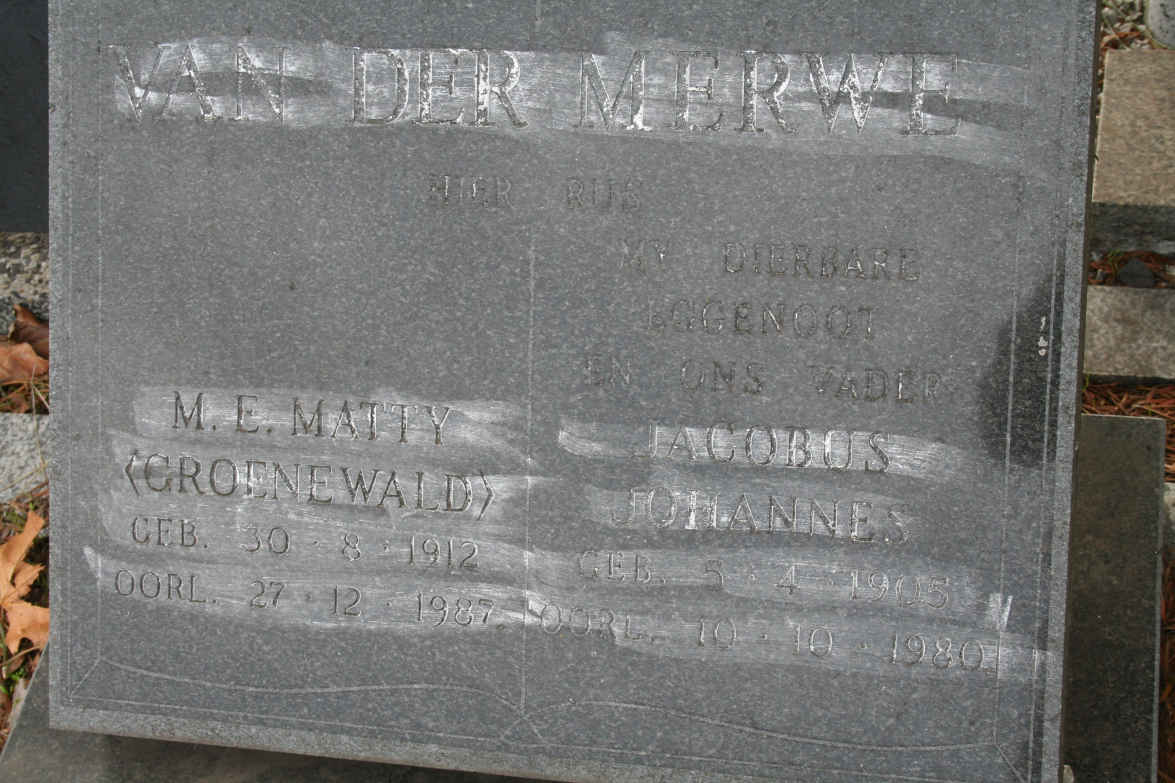 VAN DER MERWE
HIER RUS
M. E. MATTY
(GROENEWALD)
GEB. 30 · 8 · 1912
OORL. 27 · 12 · 1987
MY DIERBARE
EGGENOOT
EN ONS VADER
JACOBUS
JOHANNES
GEB. 5 · 4 · 1905
OORL. 10 · 10 · 1980